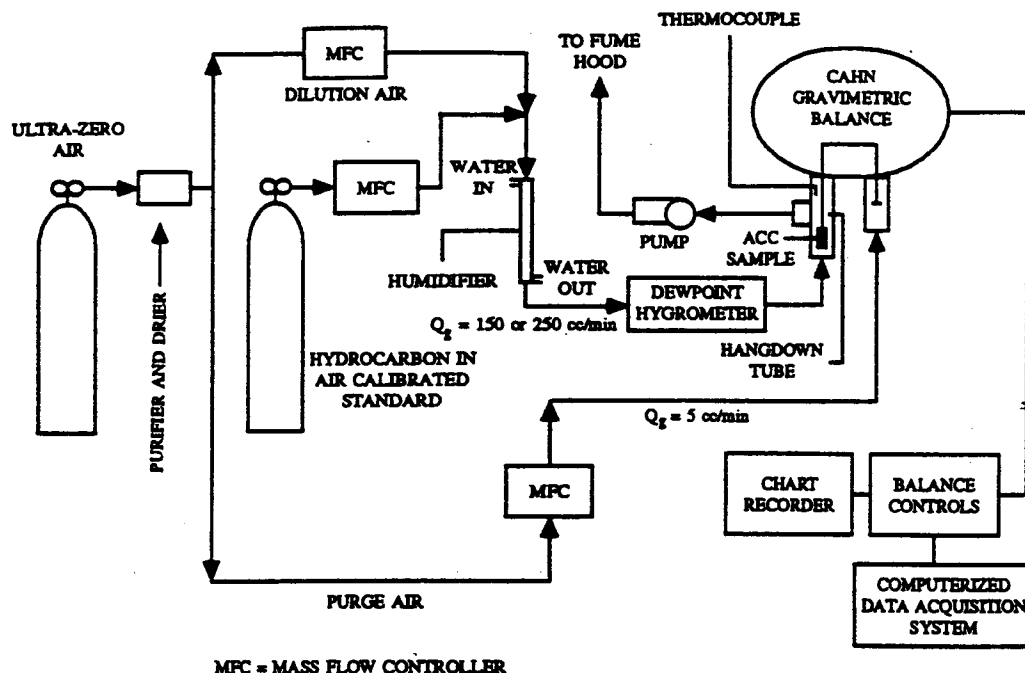 THERMOCOUPLE
TO FUME
HOOD
MFC
DILUTION AIR
CAHN
GRAVIMETRIC
BALANCE
ULTRA-ZERO
AIR
MFC
WATER
IN
PUMP
ACC
SAMPLE
HUMIDIFIER
WATER
OUT
DEWPOINT
HYGROMETER
Qg = 150 or 250 cc/min
HANGDOWN
TUBE
PURIFIER AND DRIER
HYDROCARBON IN
AIR CALIBRATED
STANDARD
Qg = 5 cc/min
MFC
CHART
RECORDER
BALANCE
CONTROLS
PURGE AIR
COMPUTERIZED
DATA ACQUISITION
SYSTEM
MFC = MASS FLOW CONTROLLER